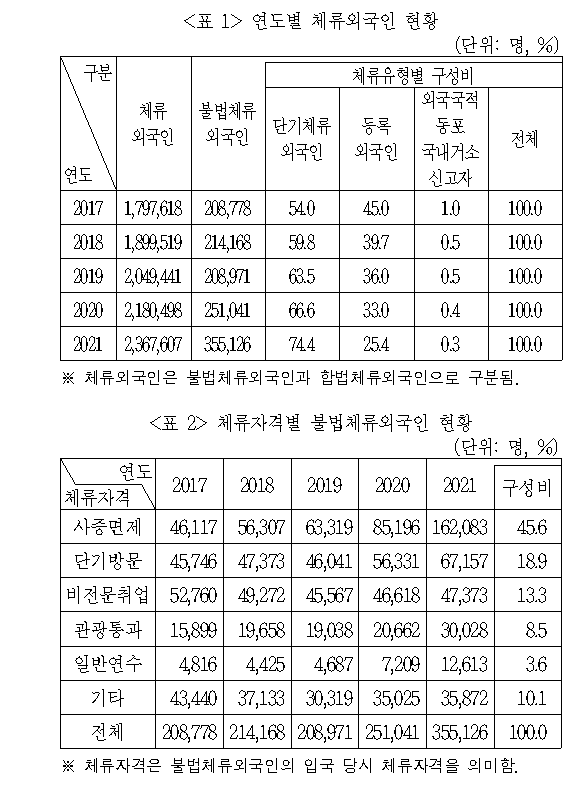 <표 1> 연도별 체류외국인 현황
(단위: 명, %)
구분 연도 체류외국인 불법체류외국인 체류유형별 구성비
단기체류외국인 등록외국인 외국국적동포 국내거소신고자 전체
2017 1,797,618 208,778 54.0 45.0 1.0 100.0
2018 1,899,519 214,168 59.8 39.7 0.5 100.0
2019 2,049,441 208,971 63.5 36.0 0.5 100.0
2020 2,180,498 251,041 66.6 33.0 0.4 100.0
2021 2,367,607 355,126 74.4 25.4 0.3 100.0
※ 체류외국인은 불법체류외국인과 합법체류외국인으로 구분됨.
<표 2> 체류자격별 불법체류외국인 현황
(단위: 명, %)
연도 체류자격 2017 2018 2019 2020 2021 구성비
사증면제 46,117 56,307 63,319 85,196 162,083 45.6
단기방문 45,746 47,373 46,041 56,331 67,157 18.9
비전문취업 52,760 49,272 45,567 46,618 47,373 13.3
관광통과 15,899 19,658 19,038 20,662 30,028 8.5
일반연수 4,816 4,425 4,687 7,209 12,613 3.6
기타 43,440 37,133 30,319 35,025 35,872 10.1
전체 208,778 214,168 208,971 251,041 355,126 100.0
※ 체류자격은 불법체류외국인의 입국 당시 체류자격을 의미함.